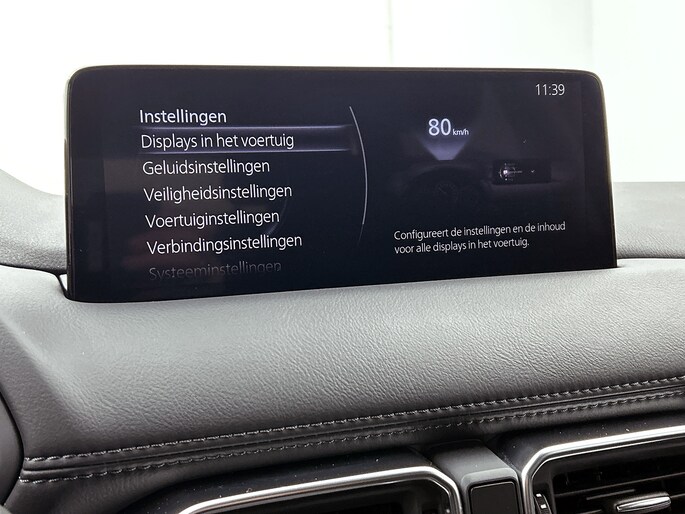 11:39
Instellingen
Displays in het voertuig
Geluidsinstellingen
Veiligheidsinstellingen
Voertuiginstellingen
Verbindingsinstellingen
Systeeminstellingen
80 km/h
Configureert de instellingen en de inhoud
voor alle displays in het voertuig.